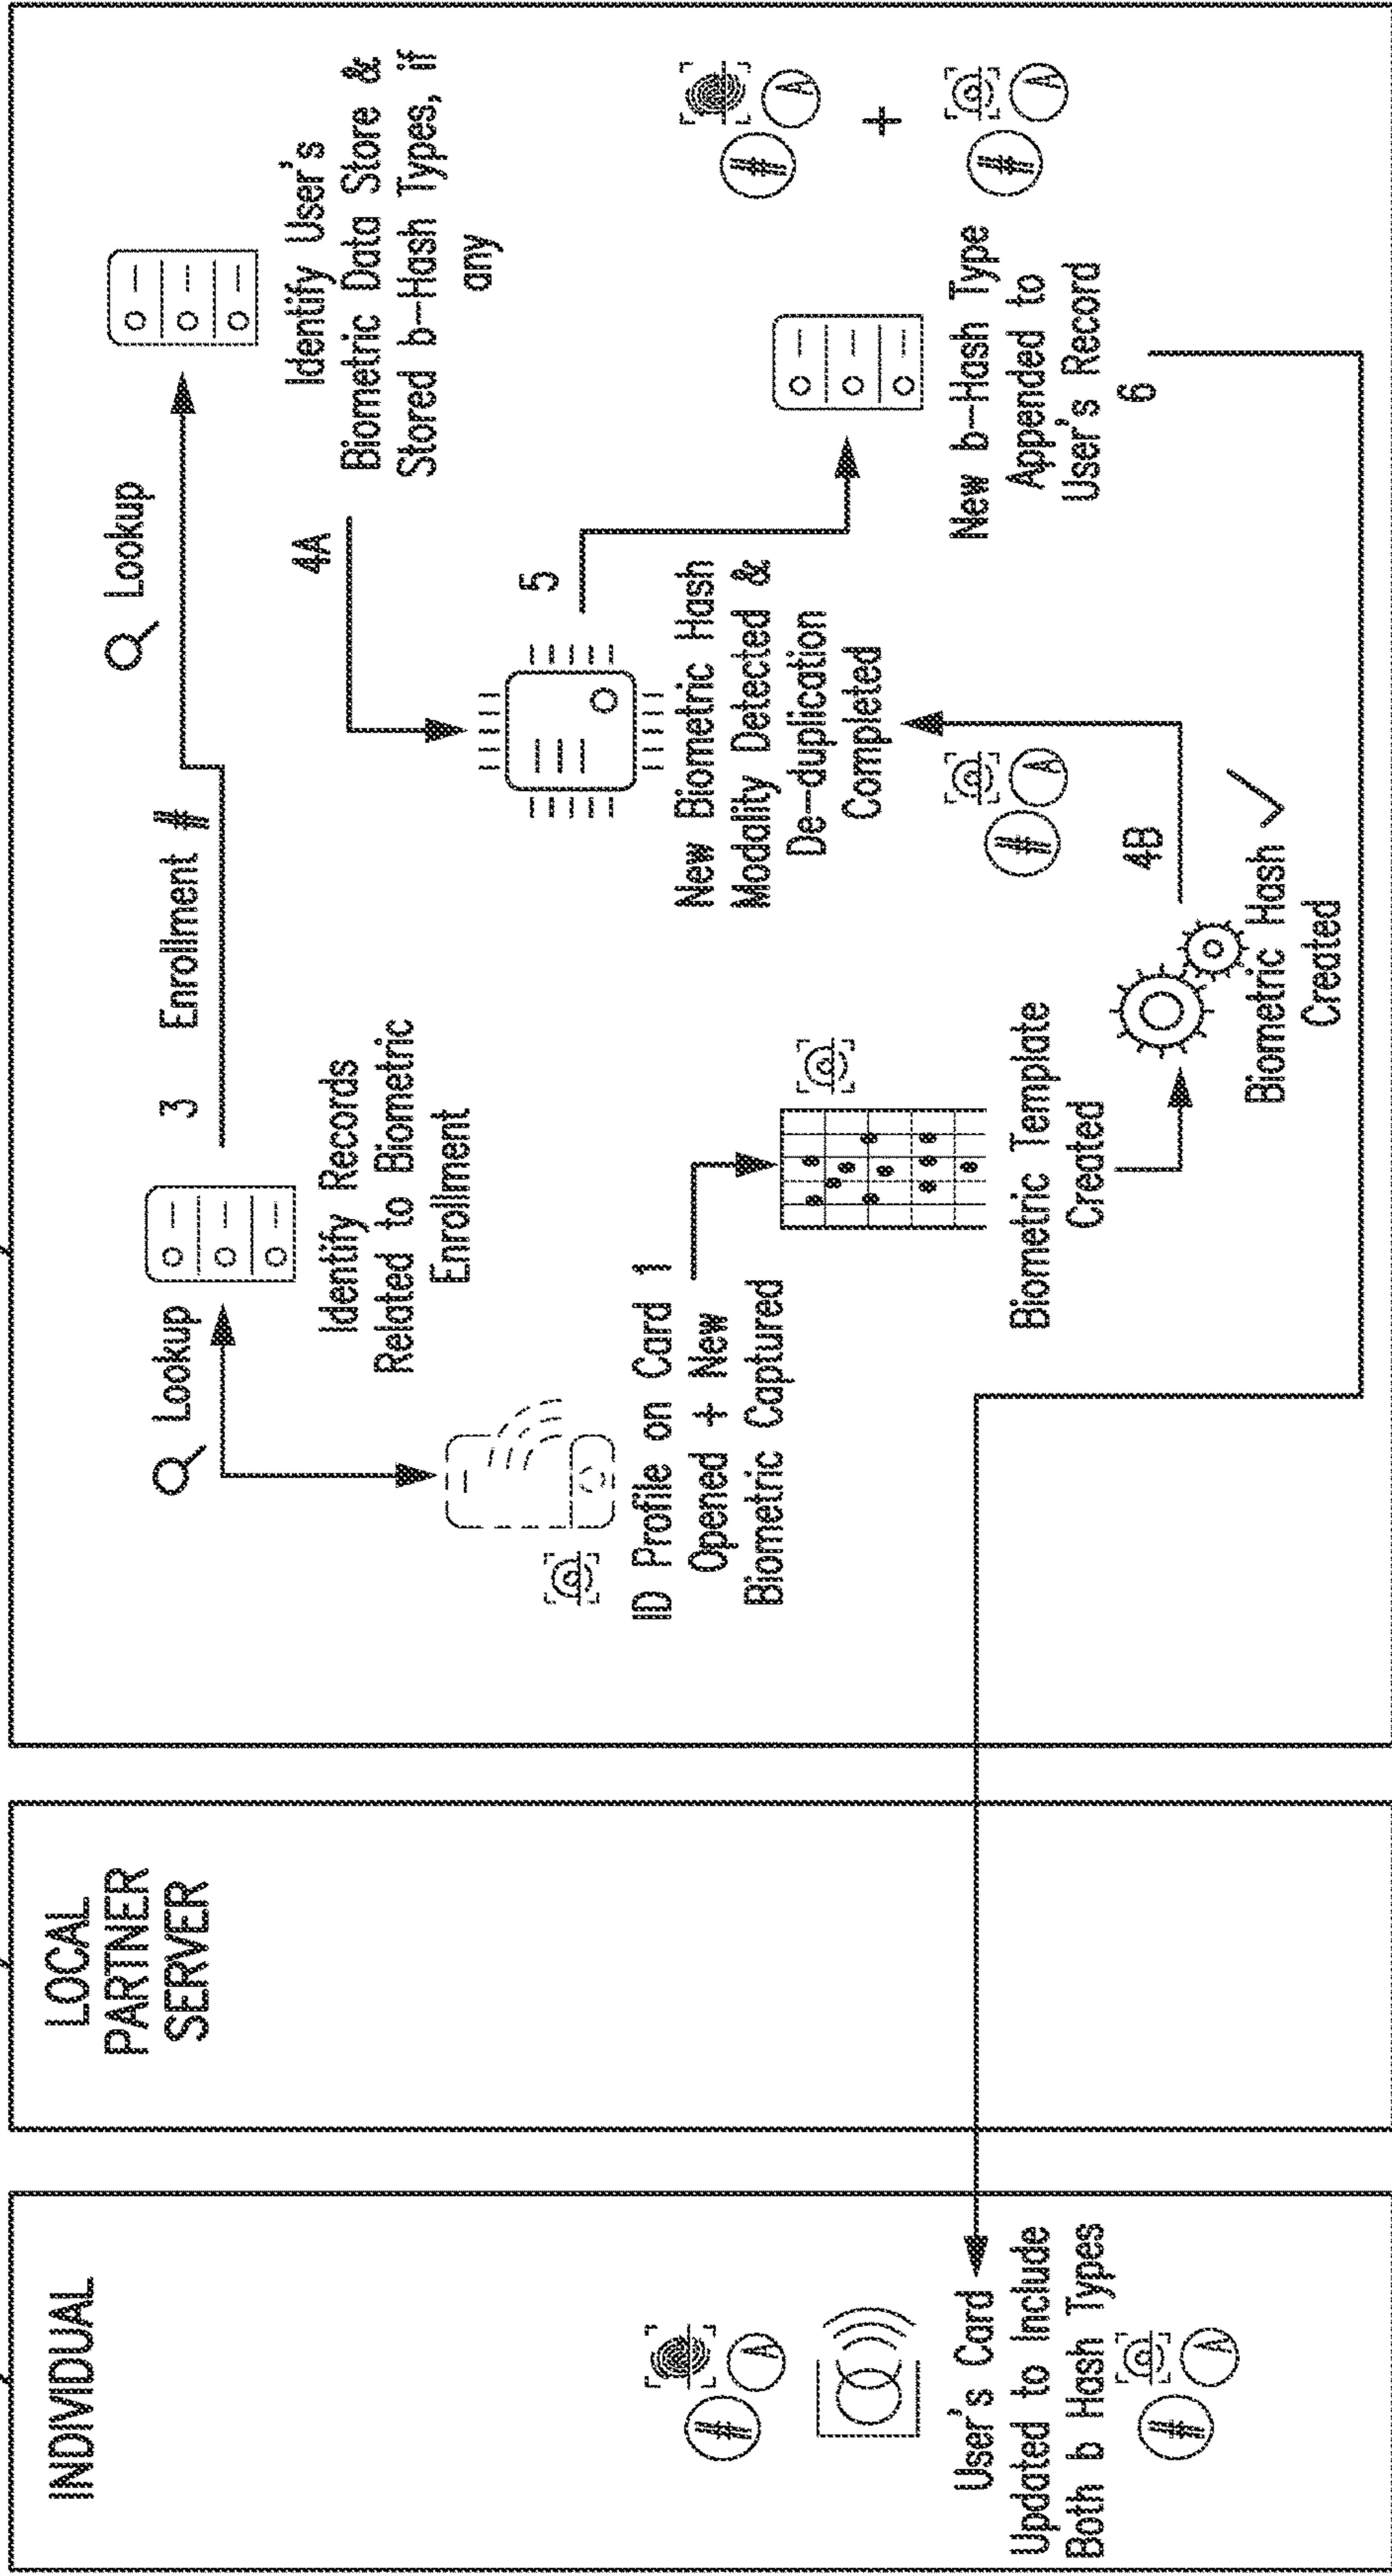 INDIVIDUAL
#
A
User's Card
Updated to Include
Both b Hash Types
#
A
LOCAL
PARTNER
SERVER
Lookup
Identify Records
Related to Biometric
Enrollment
ID Profile on Card 1
Opened + New
Biometric Captured
Biometric Template
Created
Biometric Hash
Created
3
Enrollment #
Lookup
Identify User's
Biometric Data Store &
Stored b-Hash Types, if
any
4A
New Biometric Hash
Modality Detected &
De-duplication
Completed
#
A
4B
5
New b-Hash Type
Appended to
User's Record
6
#
A
+
#
A